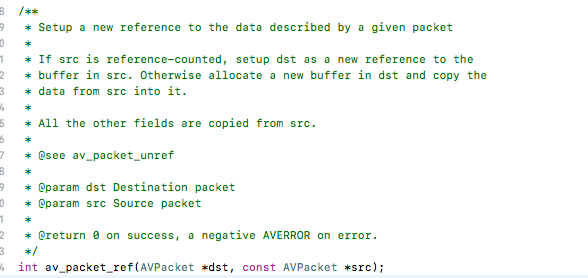 8 /**
9  * Setup a new reference to the data described by a given packet
0  *
1  * If src is reference-counted, setup dst as a new reference to the
2  * buffer in src. Otherwise allocate a new buffer in dst and copy the
3  * data from src into it.
4  *
5  * All the other fields are copied from src.
6  *
7  * @see av_packet_unref
8  *
9  * @param dst Destination packet
0  * @param src Source packet
1  *
2  * @return 0 on success, a negative AVERROR on error.
3  */
4 int av_packet_ref(AVPacket *dst, const AVPacket *src);